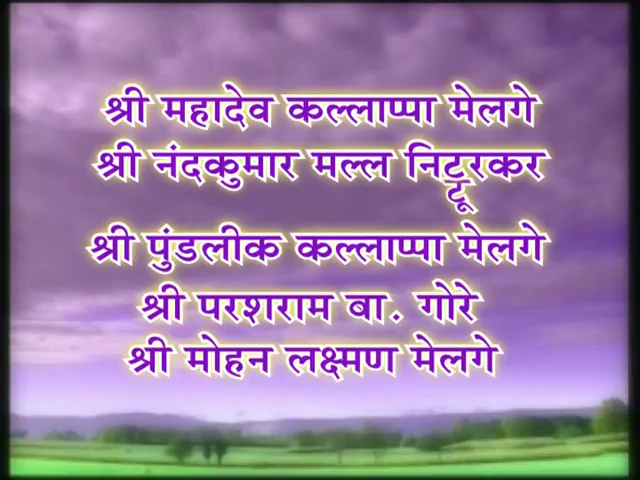 श्री महादेव कल्लाप्पा मेलगे
श्री नंदकुमार मल्ल निट्टूरकर
श्री पुंडलीक कल्लाप्पा मेलगे
श्री परशराम बा. गोरे
श्री मोहन लक्ष्मण मेलगे